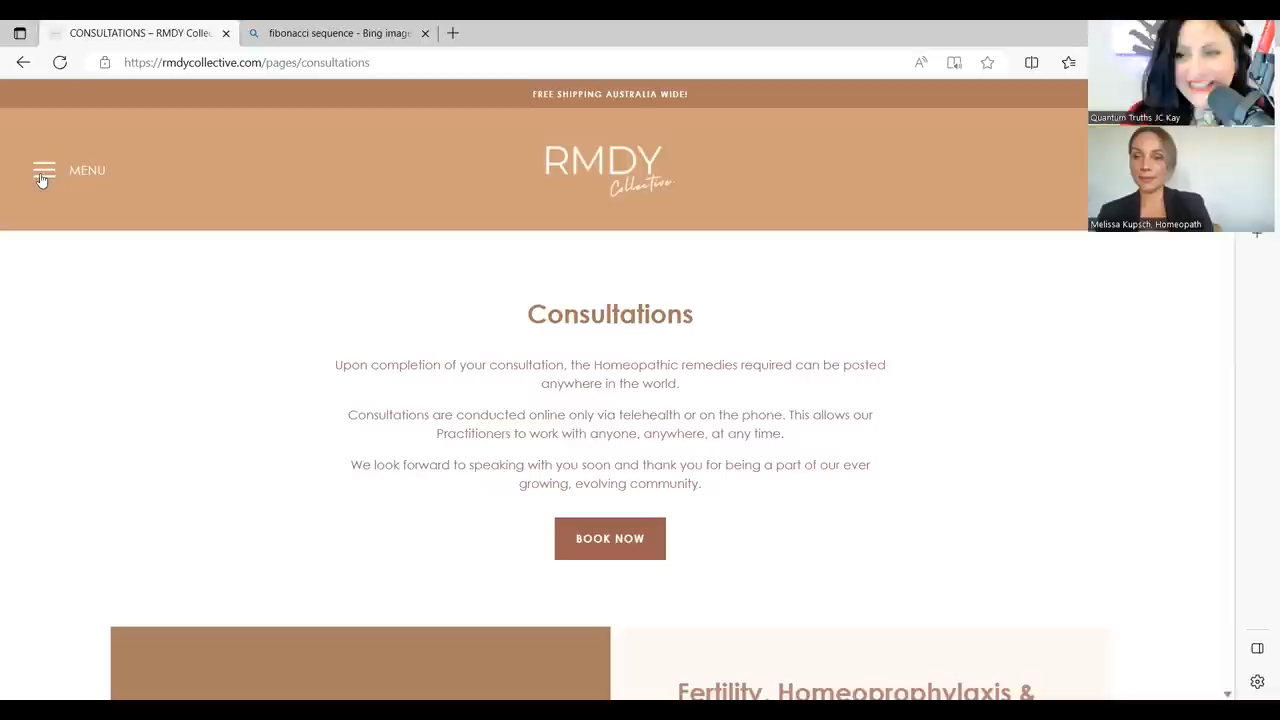 CONSULTATIONS – RMDY Collec
fibonacci sequence - Bing image
https://rmdycollective.com/pages/consultations
FREE SHIPPING AUSTRALIA WIDE!
MENU
RMDY
Collective
Quantum Truths JC Kay
Melissa Kupsch, Homeopath
Consultations
Upon completion of your consultation, the Homeopathic remedies required can be posted
anywhere in the world.
Consultations are conducted online only via telehealth or on the phone. This allows our
Practitioners to work with anyone, anywhere, at any time.
We look forward to speaking with you soon and thank you for being a part of our ever
growing, evolving community.
BOOK NOW
Fertility, Homeoprophylaxis &